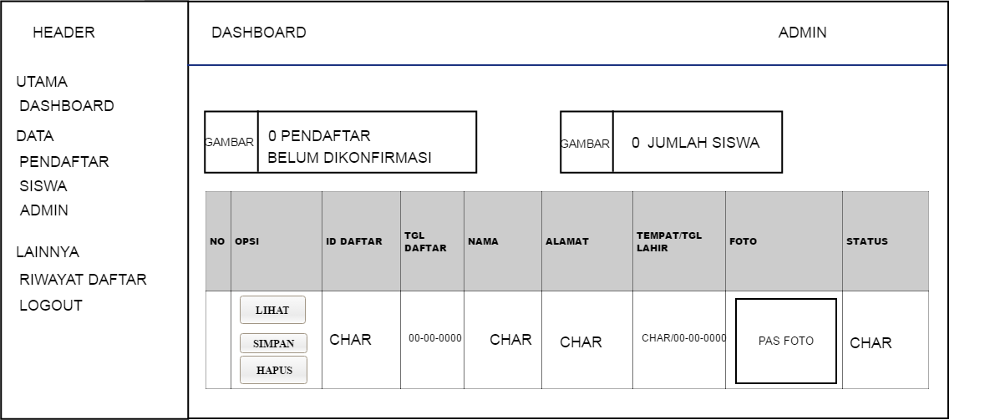 HEADER
DASHBOARD
ADMIN
UTAMA
DASHBOARD
DATA
PENDAFTAR
SISWA
ADMIN
LAINNYA
RIWAYAT DAFTAR
LOGOUT
GAMBAR
0 PENDAFTAR
BELUM DIKONFIRMASI
GAMBAR
0 JUMLAH SISWA
NO
OPSI
ID DAFTAR
TGL
DAFTAR
NAMA
ALAMAT
TEMPAT/TGL
LAHIR
FOTO
STATUS
LIHAT
SIMPAN
HAPUS
CHAR
00-00-0000
CHAR
CHAR
CHAR/00-00-0000
PAS FOTO
CHAR